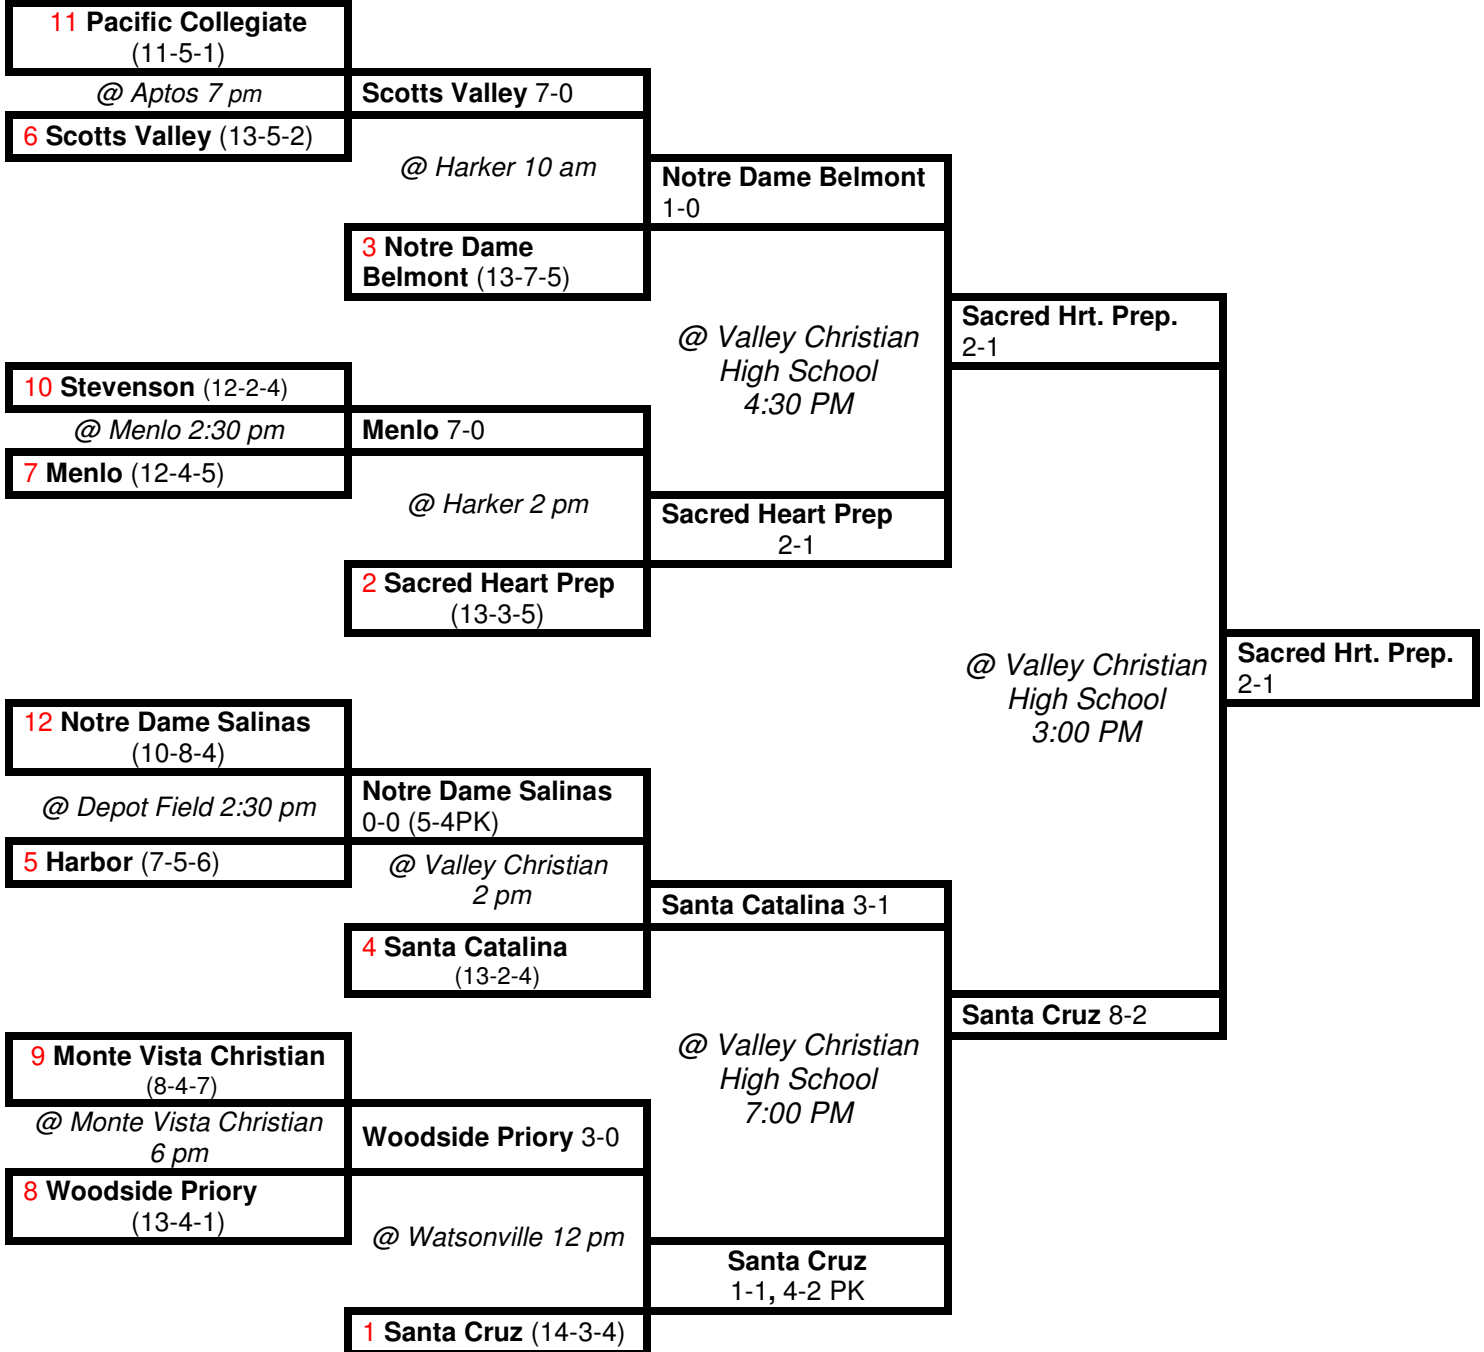 11 Pacific Collegiate
(11-5-1)
@ Aptos 7 pm
6 Scotts Valley (13-5-2)
Scotts Valley 7-0
@ Harker 10 am
3 Notre Dame
Belmont (13-7-5)
Notre Dame Belmont
1-0
10 Stevenson (12-2-4)
@ Menlo 2:30 pm
7 Menlo (12-4-5)
Menlo 7-0
@ Harker 2 pm
2 Sacred Heart Prep
(13-3-5)
@ Valley Christian
High School
4:30 PM
Sacred Heart Prep
2-1
Sacred Hrt. Prep.
2-1
12 Notre Dame Salinas
(10-8-4)
@ Depot Field 2:30 pm
5 Harbor (7-5-6)
Notre Dame Salinas
0-0 (5-4PK)
@ Valley Christian
2 pm
4 Santa Catalina
(13-2-4)
Santa Catalina 3-1
9 Monte Vista Christian
(8-4-7)
@ Monte Vista Christian
6 pm
8 Woodside Priory
(13-4-1)
Woodside Priory 3-0
@ Watsonville 12 pm
1 Santa Cruz (14-3-4)
@ Valley Christian
High School
7:00 PM
Santa Cruz
1-1, 4-2 PK
Santa Cruz 8-2
@ Valley Christian
High School
3:00 PM
Sacred Hrt. Prep.
2-1